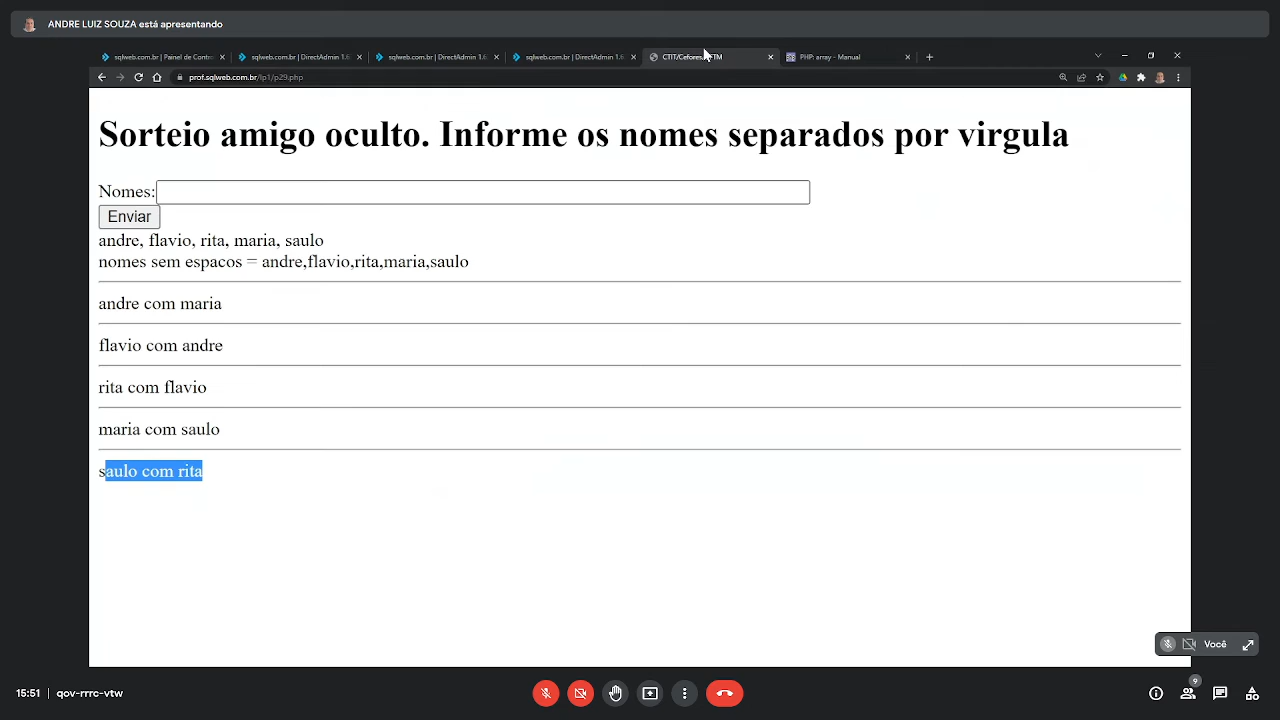 ANDRE LUIZ SOUZA está apresentando
sqlweb.com.br | Painel de Contro
sqlweb.com.br | DirectAdmin 1.6
sqlweb.com.br | DirectAdmin 1.6
sqlweb.com.br | DirectAdmin 1.6
CTIT/Cefores
PHP: array - Manual
prof.sqlweb.com.br/lp1/p29.php
Sorteio amigo oculto. Informe os nomes separados por virgula
Nomes:
Enviar
andre, flavio, rita, maria, saulo
nomes sem espacos = andre,flavio,rita,maria,saulo
andre com maria
flavio com andre
rita com flavio
maria com saulo
saulo com rita
Você
15:51 | qov-rrrc-vtw
9